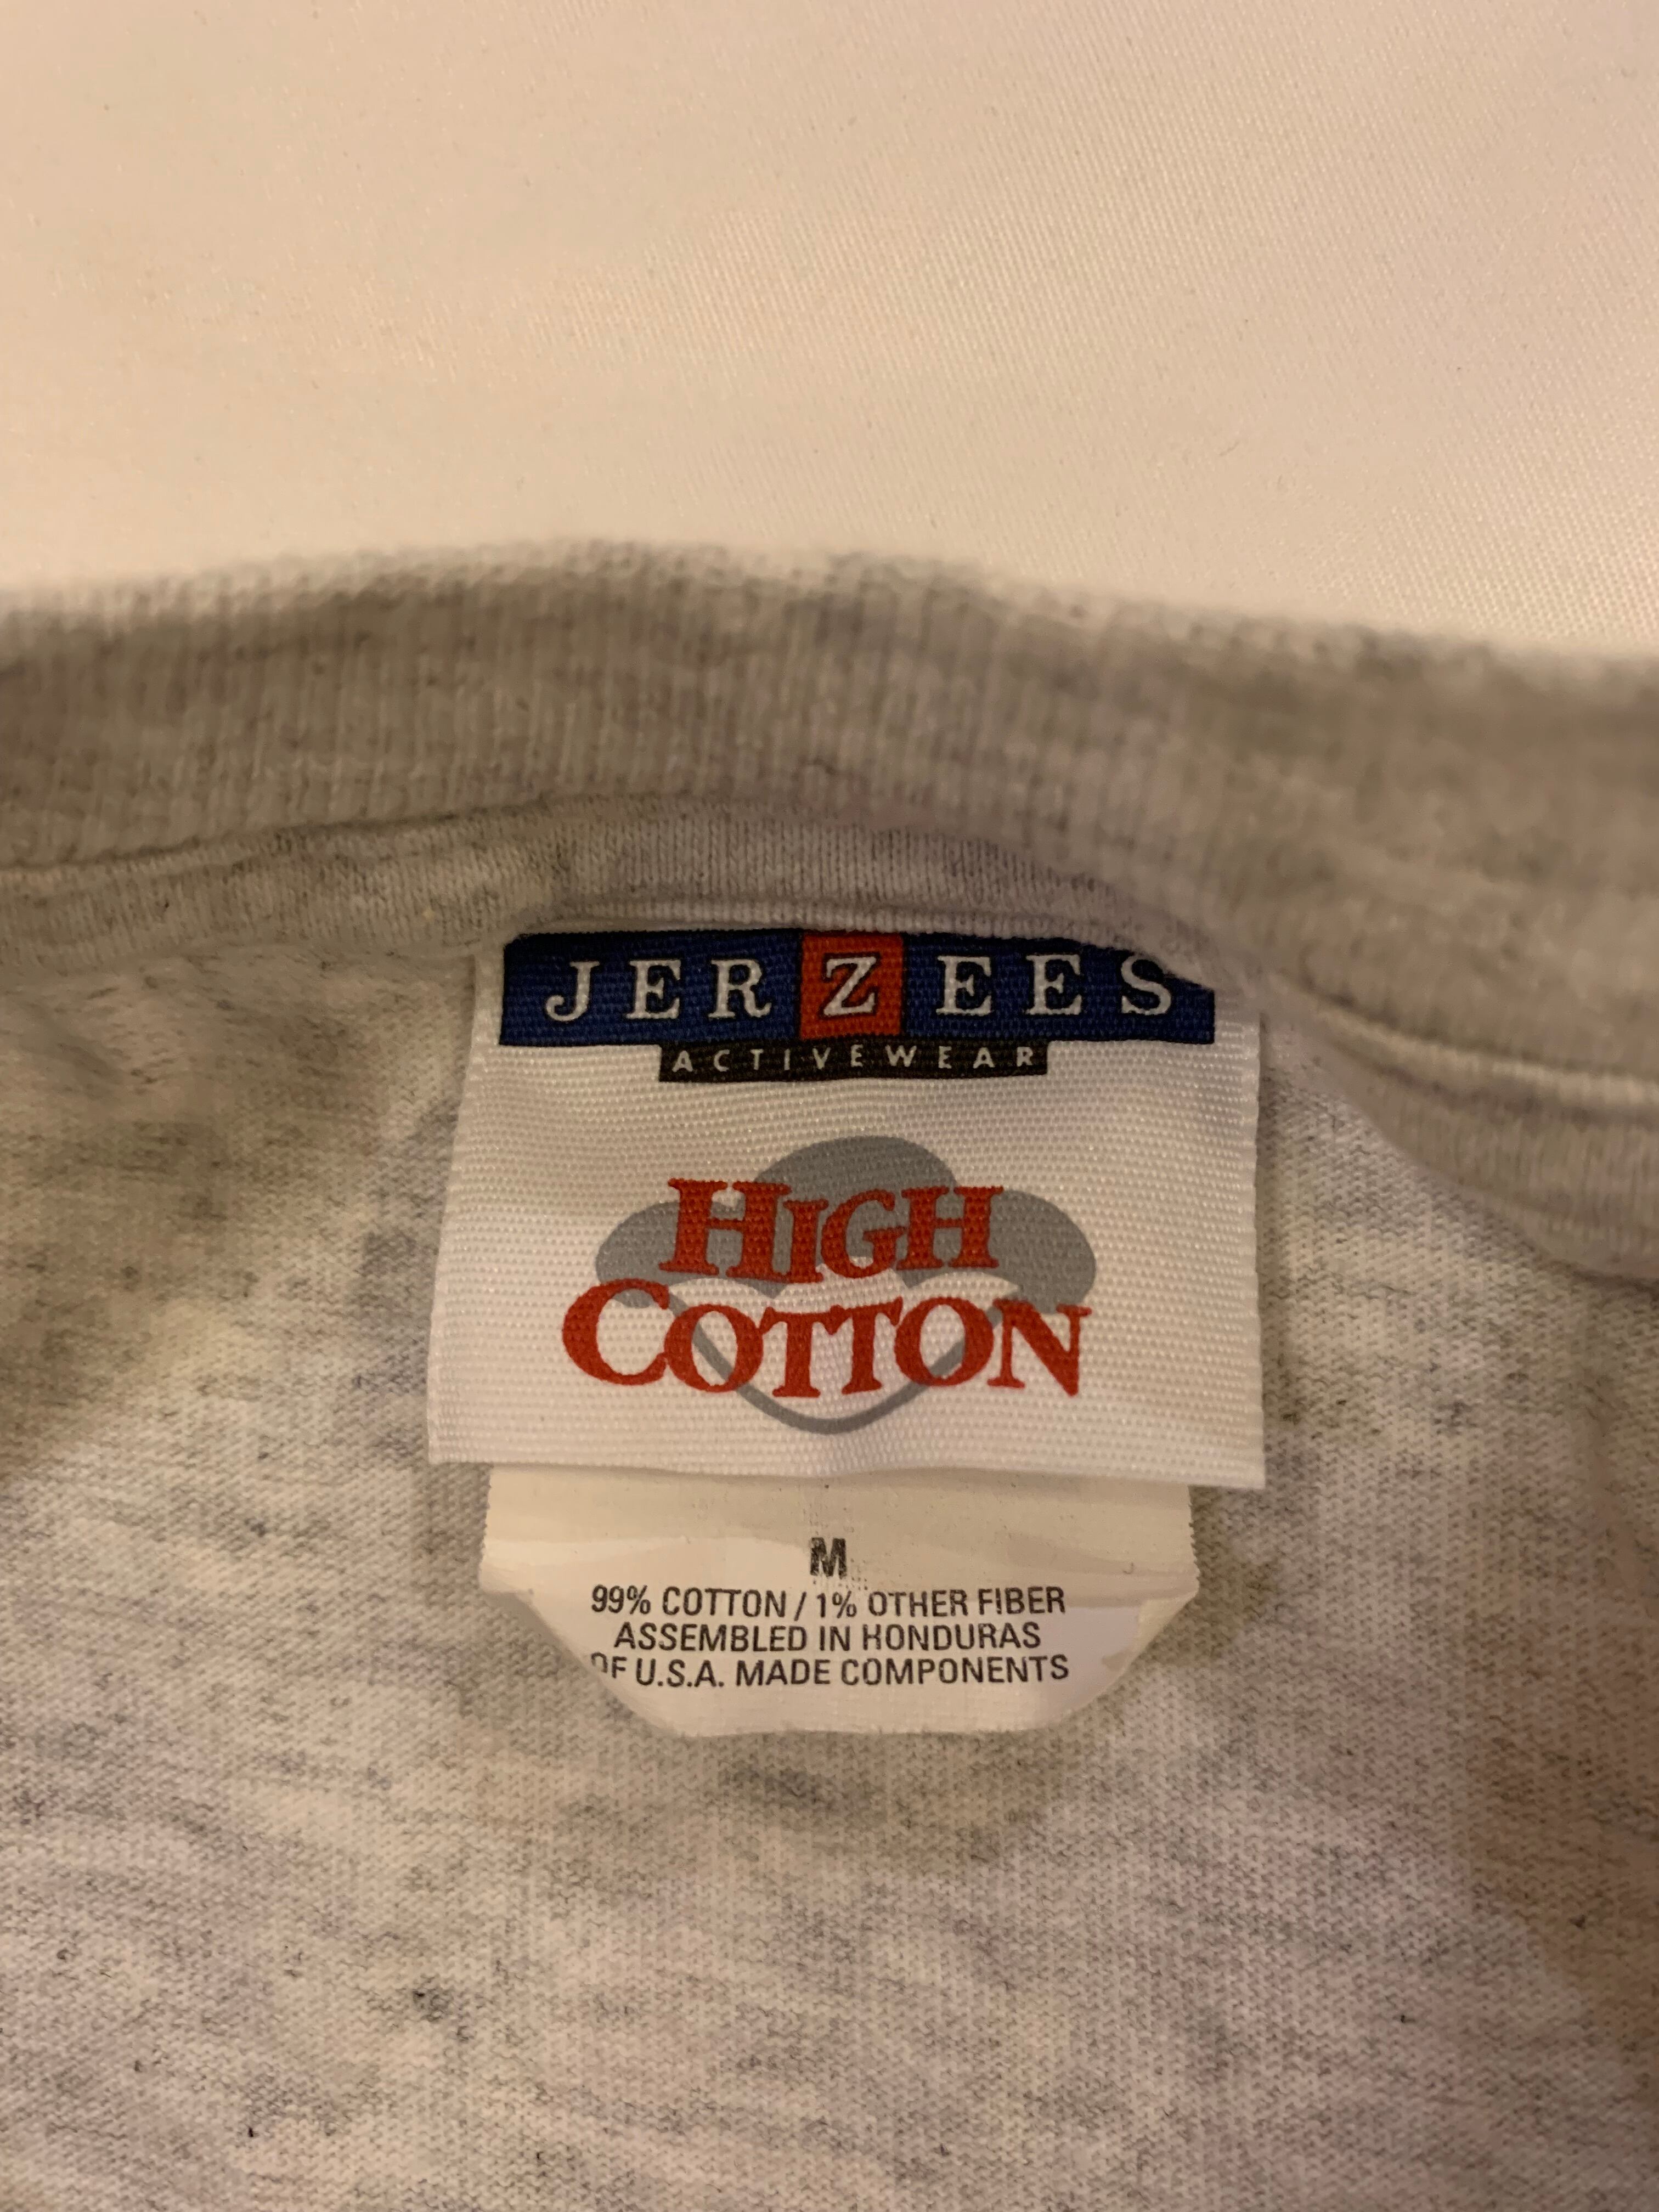 JERZEES
ACTIVEWEAR
HIGH
COTTON
M
99% COTTON / 1% OTHER FIBER
ASSEMBLED IN HONDURAS
OF U.S.A. MADE COMPONENTS